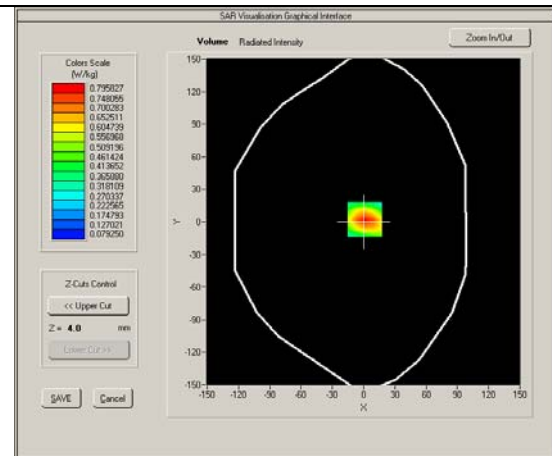 SAR Visualisation Graphical Interface
Volume Radiated Intensity
Zoom In/Out
Colors Scale
(W/kg)
0.795827
0.748055
0.700283
0.652511
0.604739
0.556968
0.509196
0.461424
0.413652
0.365880
0.318109
0.270337
0.222565
0.174793
0.127021
0.079250
Z-Cuts Control
<< Upper Cut
Z = 4.0 mm
Lower Cut >>
SAVE Cancel
150
120
90
60
30
Y
0
-30
-60
-90
-120
-150
-150 -120 -90 -60 -30 0 30 60 90 120 150
X